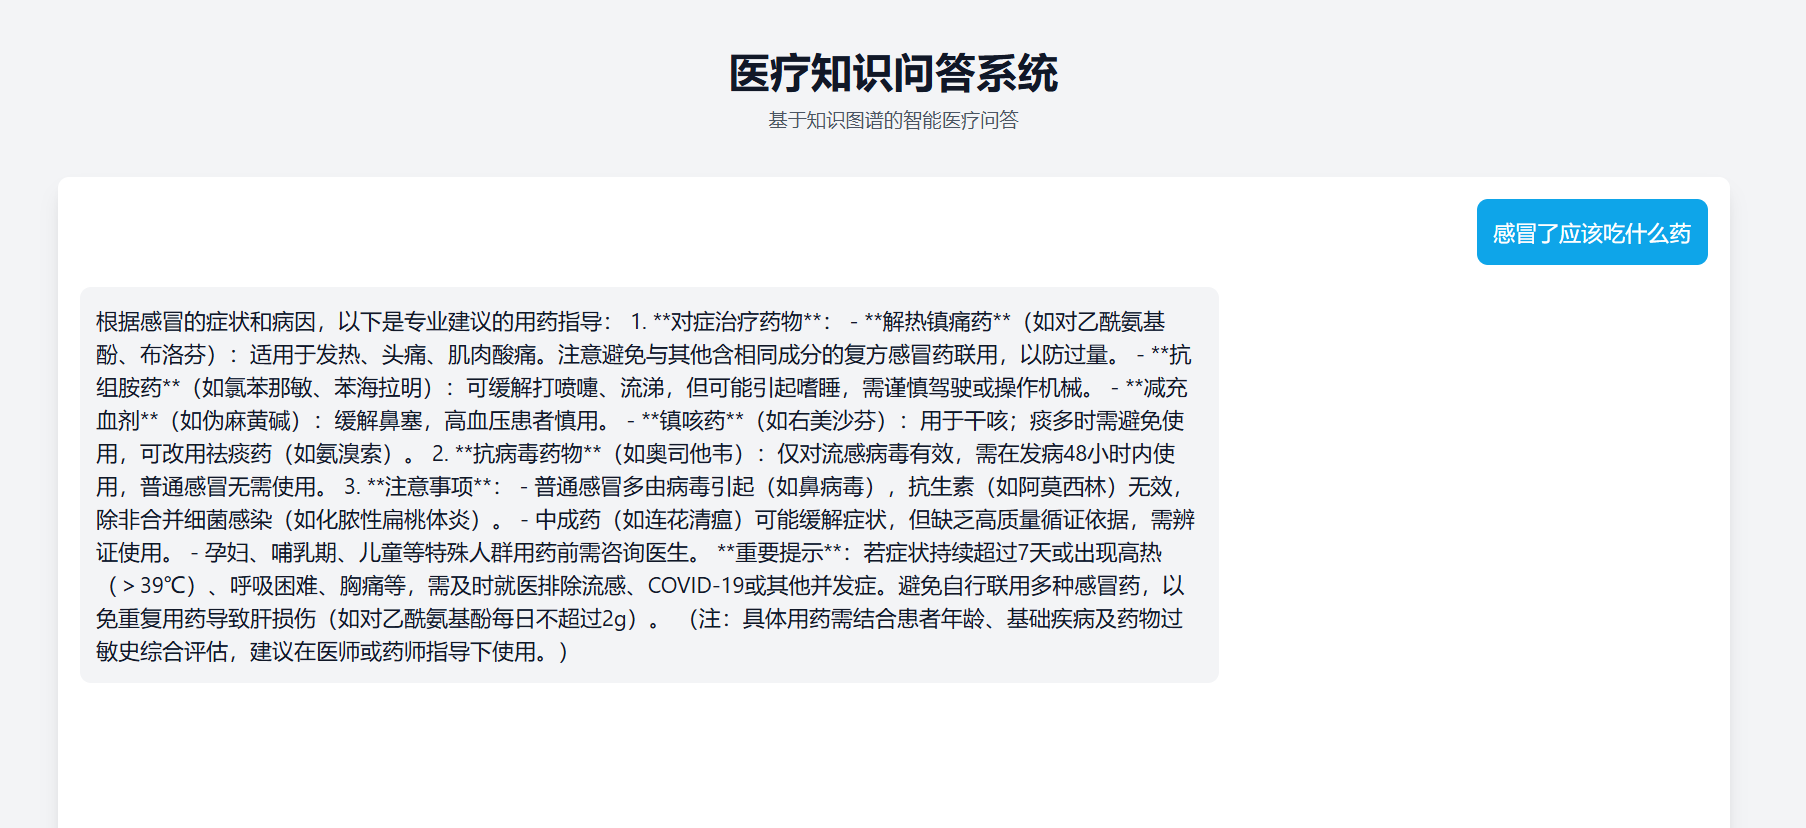 医疗知识问答系统
基于知识图谱的智能医疗问答
感冒了应该吃什么药
根据感冒的症状和病因，以下是专业建议的用药指导： 1. **对症治疗药物**： - **解热镇痛药**（如对乙酰氨基
酚、布洛芬）：适用于发热、头痛、肌肉酸痛。注意避免与其他含相同成分的复方感冒药联用，以防过量。 - **抗
组胺药**（如氯苯那敏、苯海拉明）：可缓解打喷嚏、流涕，但可能引起嗜睡，需谨慎驾驶或操作机械。 - **减充
血剂**（如伪麻黄碱）：缓解鼻塞，高血压患者慎用。 - **镇咳药**（如右美沙芬）：用于干咳；痰多时需避免使
用，可改用祛痰药（如氨溴索）。 2. **抗病毒药物**（如奥司他韦）：仅对流感病毒有效，需在发病48小时内使
用，普通感冒无需使用。 3. **注意事项**： - 普通感冒多由病毒引起（如鼻病毒），抗生素（如阿莫西林）无效，
除非合并细菌感染（如化脓性扁桃体炎）。 - 中成药（如连花清瘟）可能缓解症状，但缺乏高质量循证依据，需辨
证使用。 - 孕妇、哺乳期、儿童等特殊人群用药前需咨询医生。 **重要提示**：若症状持续超过7天或出现高热
（＞39℃）、呼吸困难、胸痛等，需及时就医排除流感、COVID-19或其他并发症。避免自行联用多种感冒药，以
免重复用药导致肝损伤（如对乙酰氨基酚每日不超过2g）。 （注：具体用药需结合患者年龄、基础疾病及药物过
敏史综合评估，建议在医师或药师指导下使用。）